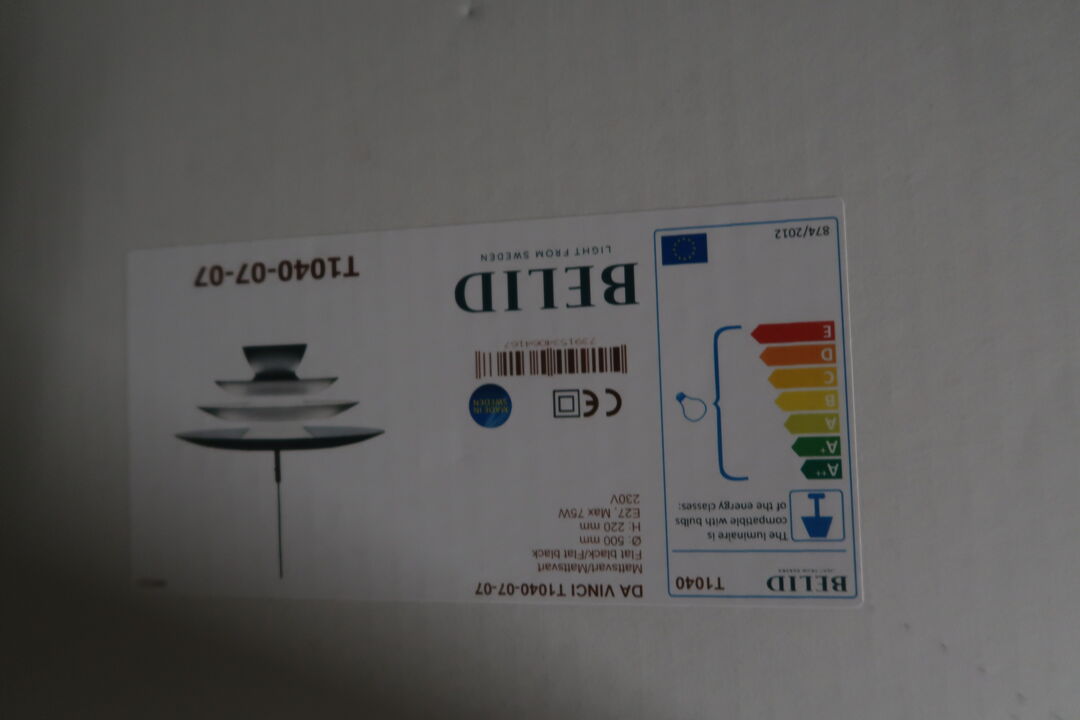 BELID
T1040
The luminaire is
compatible with bulbs
of the energy classes:
A++
A+
A
B
C
D
E
874/2012
DA VINCI T1040-07-07
Mattsvart/Mattsvart
Flat black/Flat black
Ø: 500 mm
H: 220 mm
E27, Max 75W
230V
CE
MADE IN
SWEDEN
BELID
LIGHT FROM SWEDEN
T1040-07-07